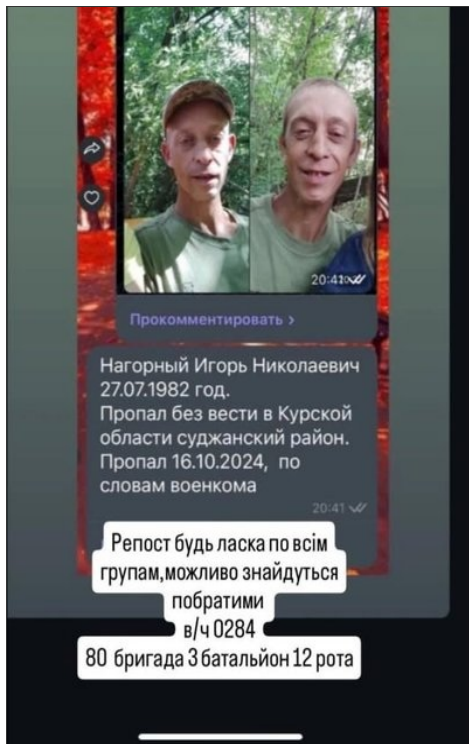 20:41
Прокомментировать >
Нагорный Игорь Николаевич
27.07.1982 год.
Пропал без вести в Курской
области суджанский район.
Пропал 16.10.2024, по
словам военкома
20:41
Репост будь ласка по всім
групам,можливо знайдуться
побратими
в/ч 0284
80 бригада 3 батальйон 12 рота